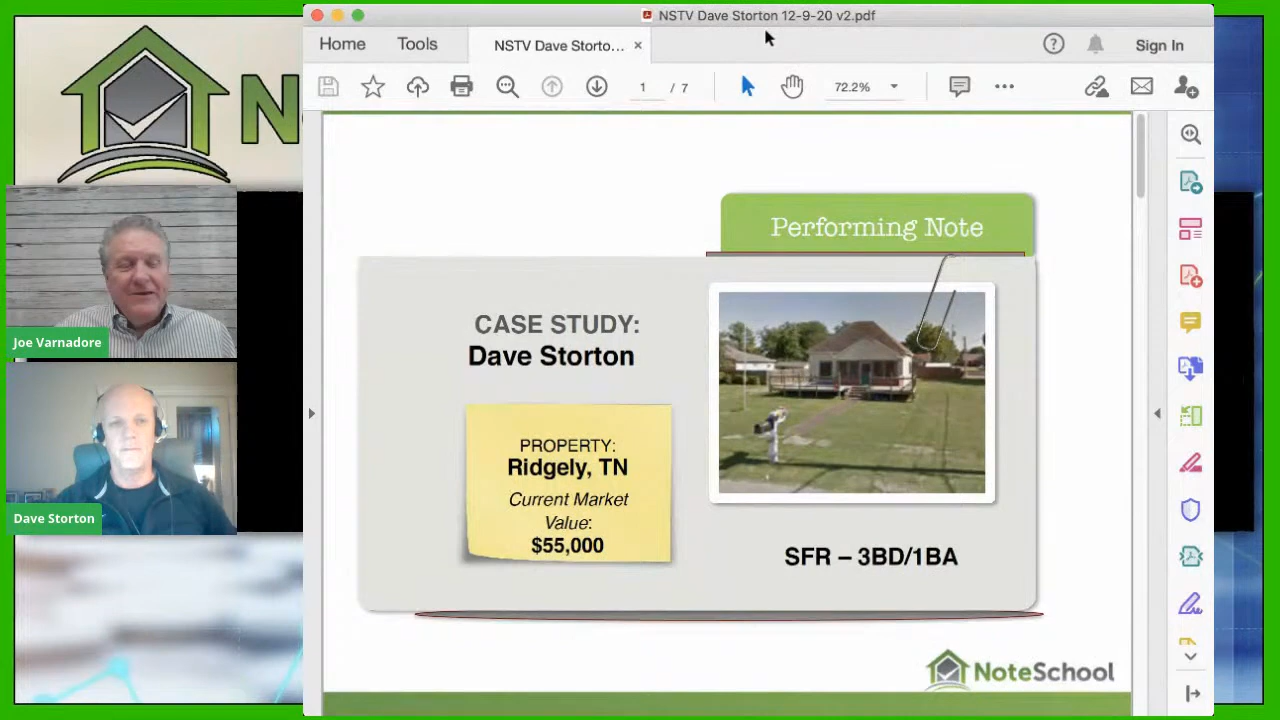 NSTV Dave Storton 12-9-20 v2.pdf
Home
Tools
NSTV Dave Storto... ×
Sign In
1 / 7
72.2%
N
Joe Varnadore
Dave Storton
Performing Note
CASE STUDY:
Dave Storton
PROPERTY:
Ridgely, TN
Current Market
Value:
$55,000
SFR – 3BD/1BA
NoteSchool